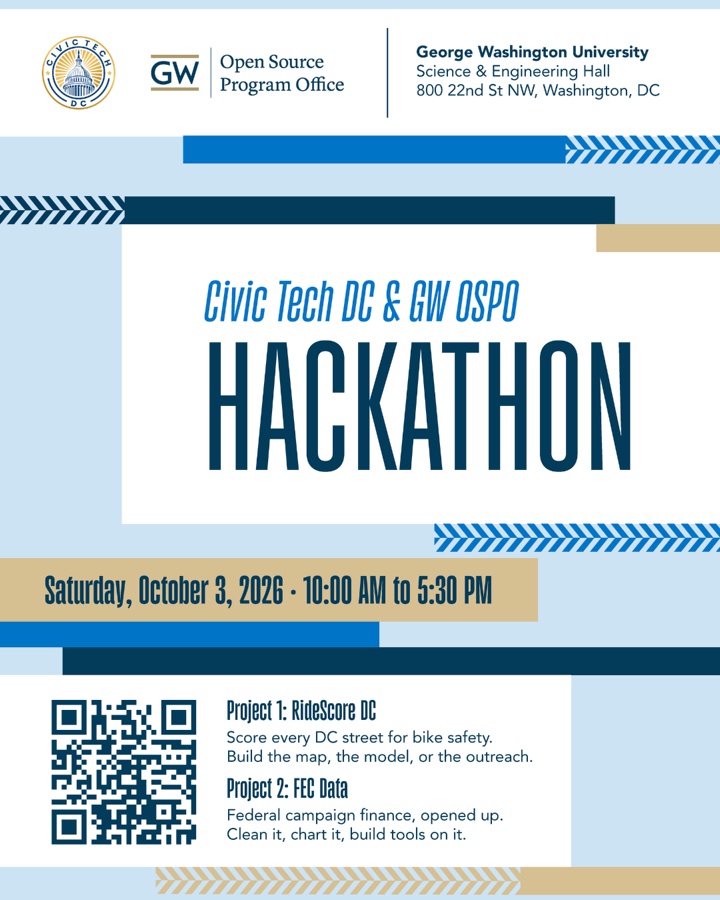 CIVIC TECH
DC
GW
Open Source
Program Office
George Washington University
Science & Engineering Hall
800 22nd St NW, Washington, DC
Civic Tech DC & GW OSPO
HACKATHON
Saturday, October 3, 2026 · 10:00 AM to 5:30 PM
Project 1: RideScore DC
Score every DC street for bike safety.
Build the map, the model, or the outreach.
Project 2: FEC Data
Federal campaign finance, opened up.
Clean it, chart it, build tools on it.